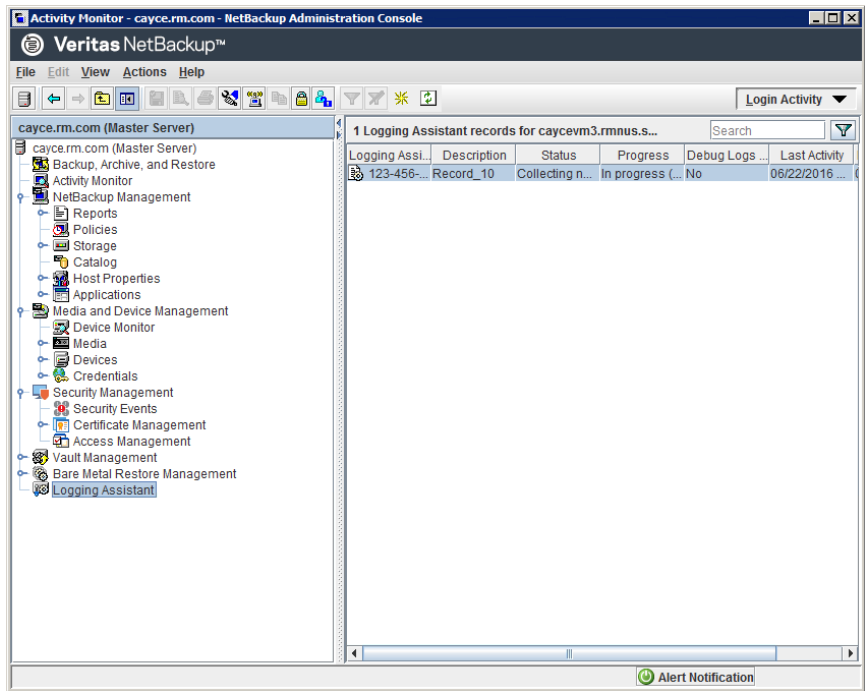 Activity Monitor - cayce.rm.com - NetBackup Administration Console
Veritas NetBackup™
File Edit View Actions Help
Login Activity
cayce.rm.com (Master Server)
1 Logging Assistant records for caycevm3.rmnus.s...
Search
cayce.rm.com (Master Server)
Backup, Archive, and Restore
Activity Monitor
NetBackup Management
Reports
Policies
Storage
Catalog
Host Properties
Applications
Media and Device Management
Device Monitor
Media
Devices
Credentials
Security Management
Security Events
Certificate Management
Access Management
Vault Management
Bare Metal Restore Management
Logging Assistant
Logging Assi... Description Status Progress Debug Logs ... Last Activity
123-456-... Record_10 Collecting n... In progress (... No 06/22/2016 ...
Alert Notification